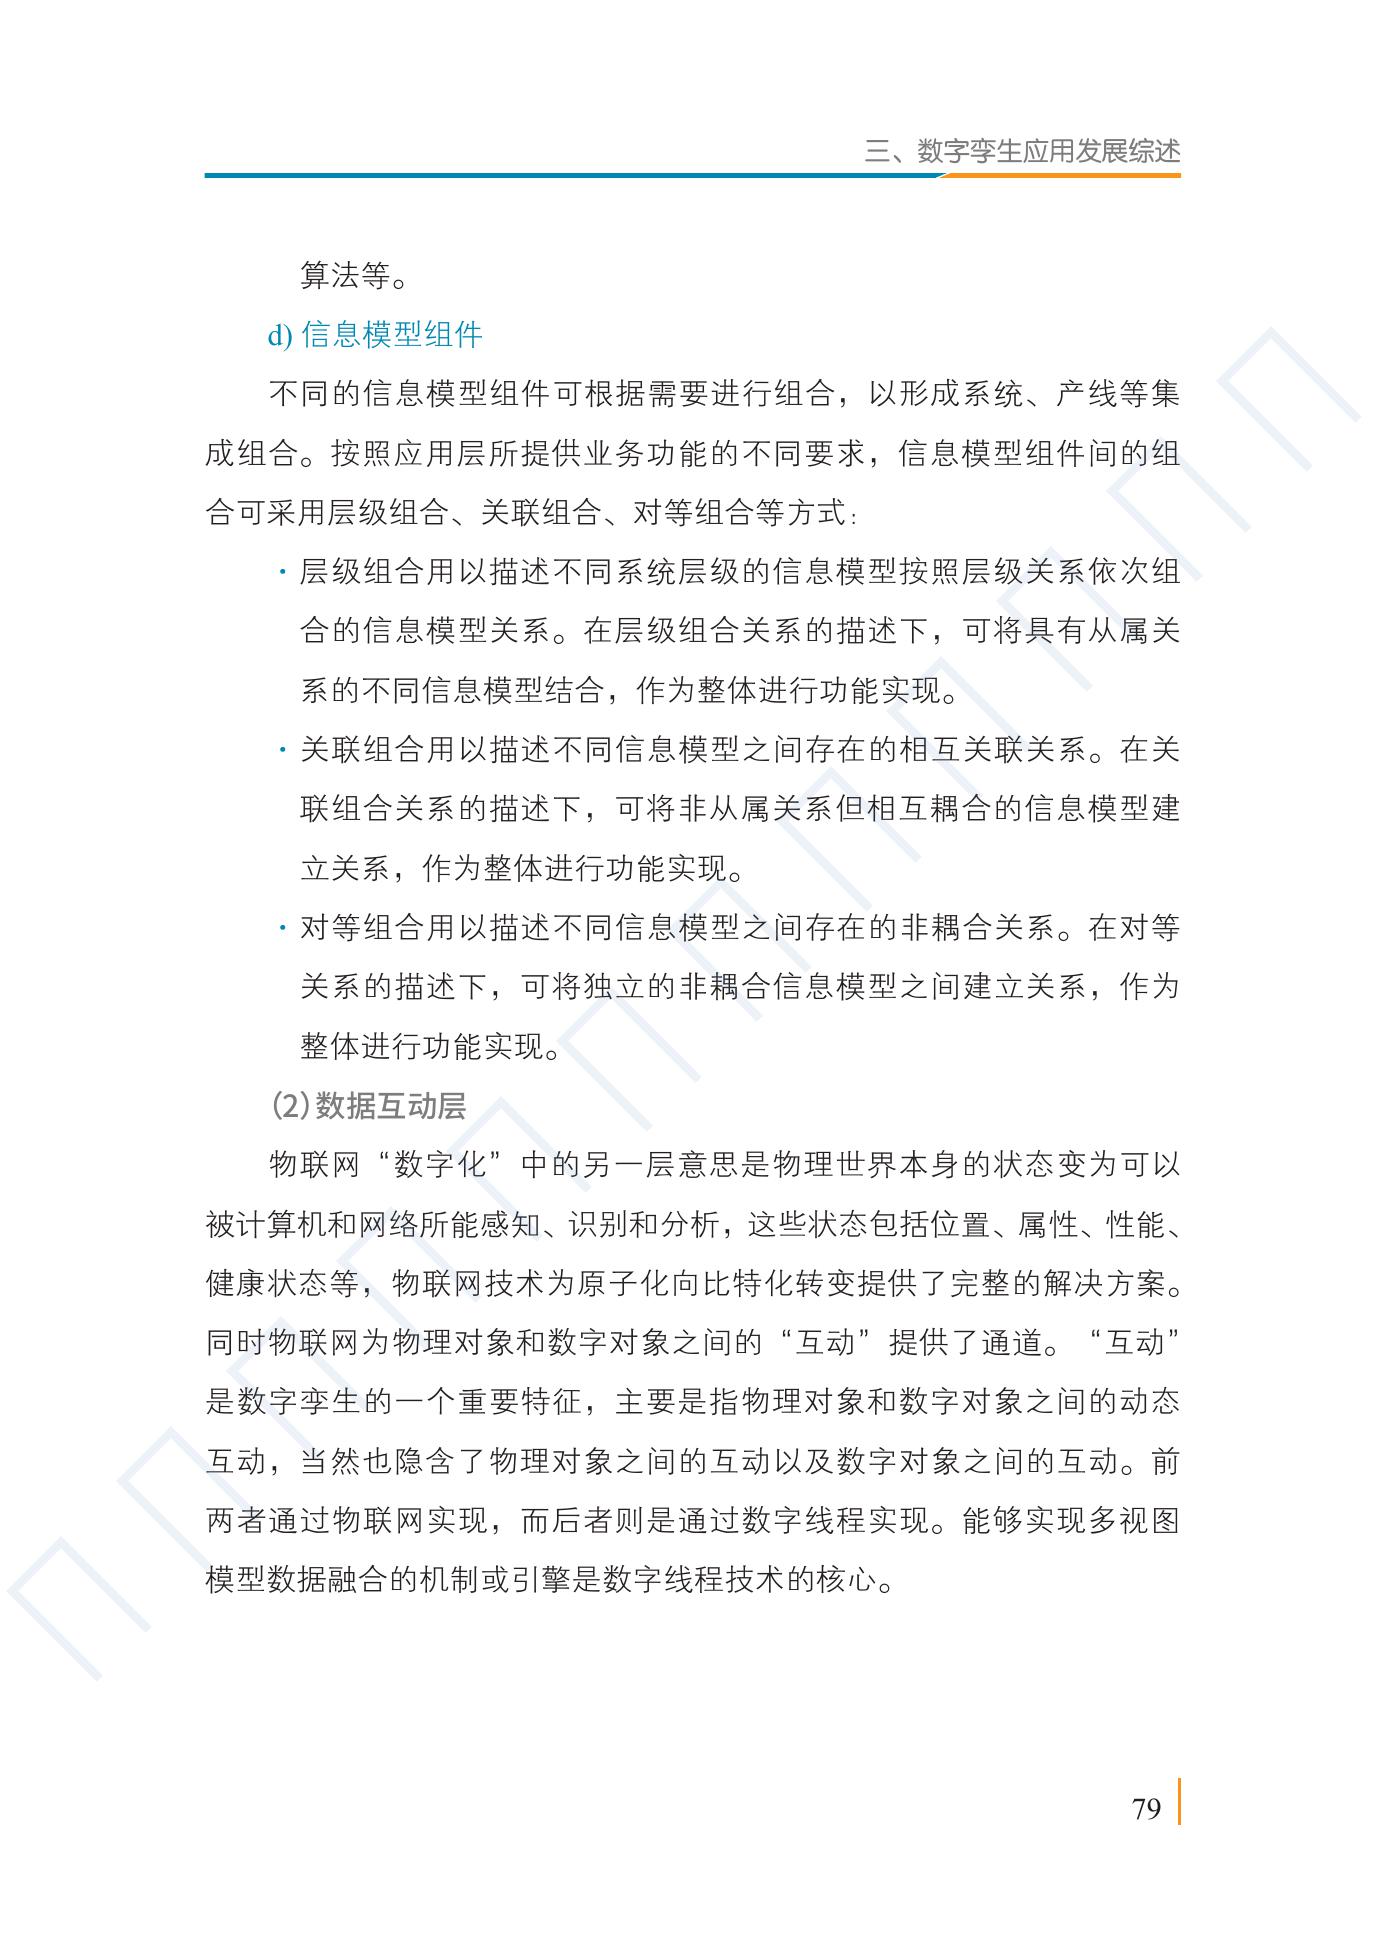 三、数字孪生应用发展综述
算法等。
d) 信息模型组件
不同的信息模型组件可根据需要进行组合，以形成系统、产线等集
成组合。按照应用层所提供业务功能的不同要求，信息模型组件间的组
合可采用层级组合、关联组合、对等组合等方式：
· 层级组合用以描述不同系统层级的信息模型按照层级关系依次组
合的信息模型关系。在层级组合关系的描述下，可将具有从属关
系的不同信息模型结合，作为整体进行功能实现。
· 关联组合用以描述不同信息模型之间存在的相互关联关系。在关
联组合关系的描述下，可将非从属关系但相互耦合的信息模型建
立关系，作为整体进行功能实现。
· 对等组合用以描述不同信息模型之间存在的非耦合关系。在对等
关系的描述下，可将独立的非耦合信息模型之间建立关系，作为
整体进行功能实现。
（2）数据互动层
物联网“数字化”中的另一层意思是物理世界本身的状态变为可以
被计算机和网络所能感知、识别和分析，这些状态包括位置、属性、性能、
健康状态等，物联网技术为原子化向比特化转变提供了完整的解决方案。
同时物联网为物理对象和数字对象之间的“互动”提供了通道。“互动”
是数字孪生的一个重要特征，主要是指物理对象和数字对象之间的动态
互动，当然也隐含了物理对象之间的互动以及数字对象之间的互动。前
两者通过物联网实现，而后者则是通过数字线程实现。能够实现多视图
模型数据融合的机制或引擎是数字线程技术的核心。
79